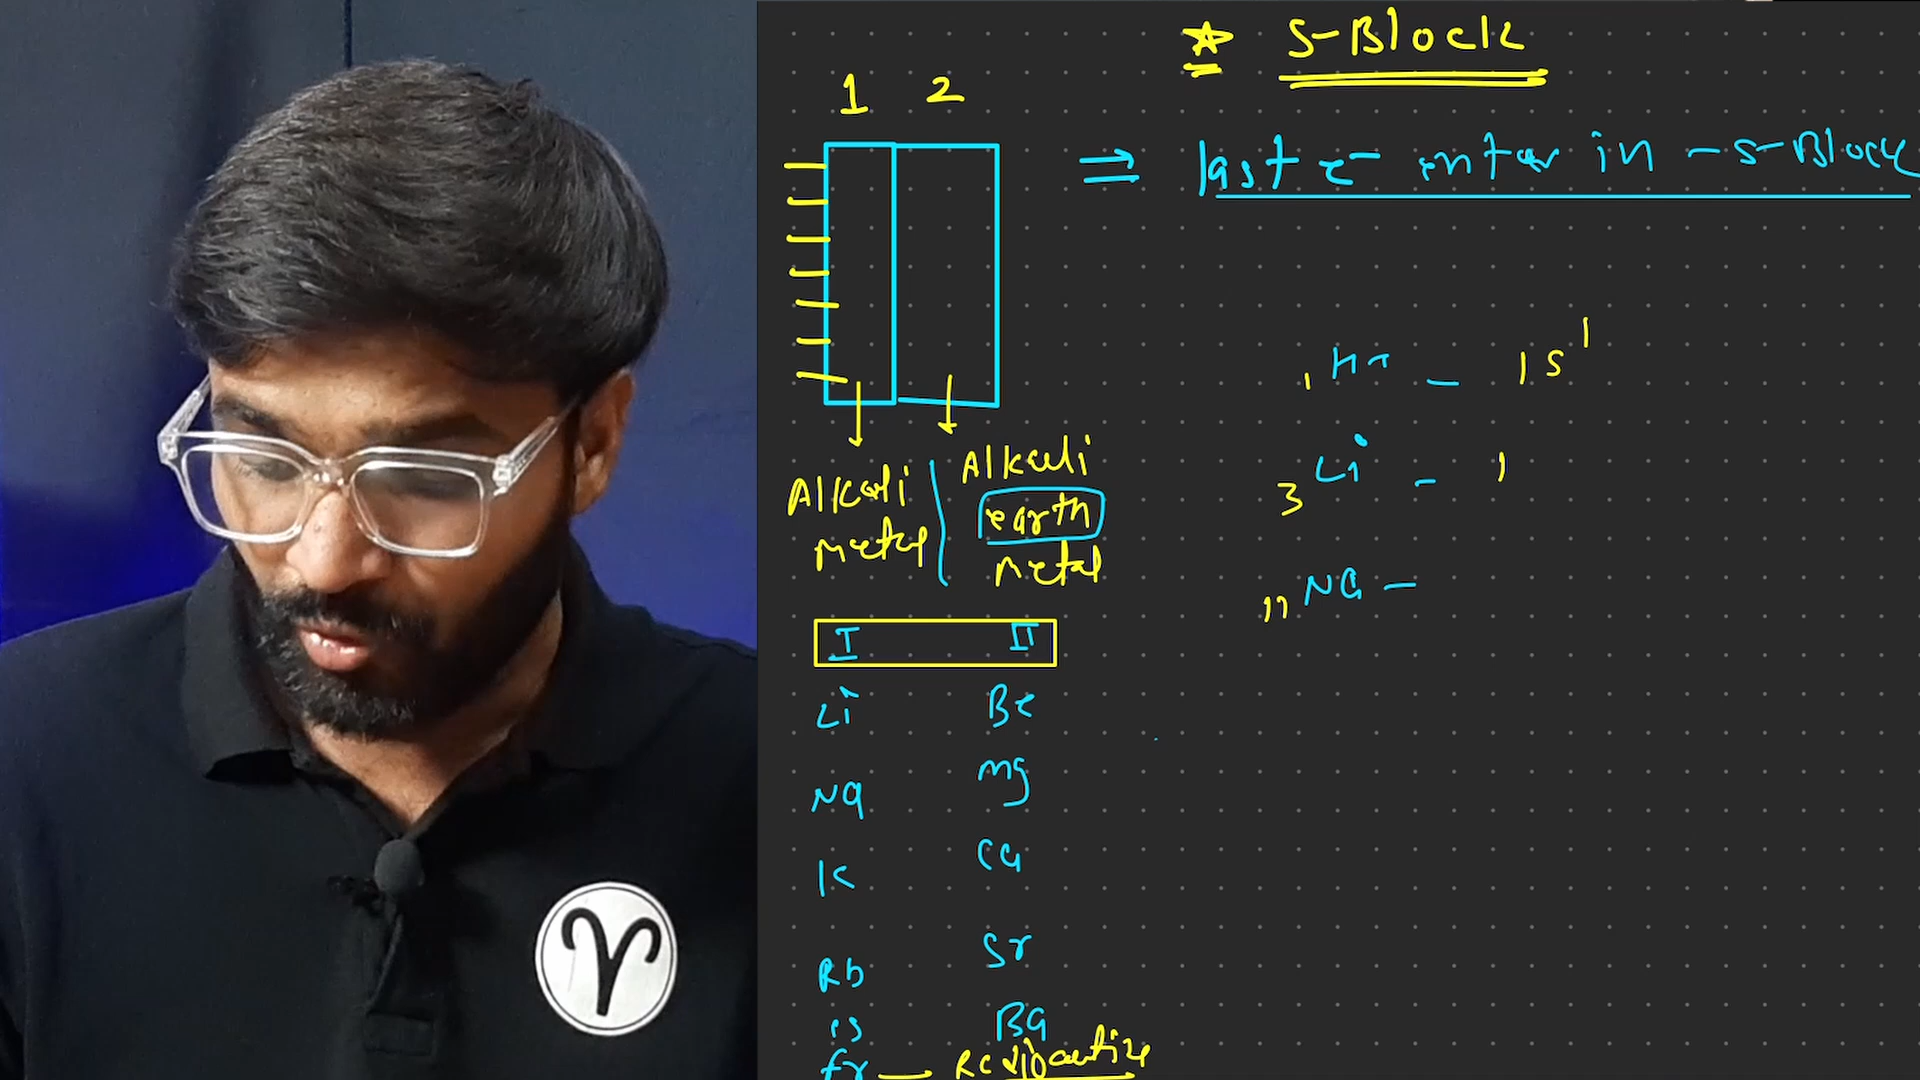 * S-Block
1 2
⇒ last e⁻ enter in - s-Block
₁H - 1s¹
Alkali metal
Alkali earth metal
₃Li - 1
₁₁Na -
I II
Li Be
Na Mg
K Ca
Rb Sr
Cs Ba
fr — Radioactive